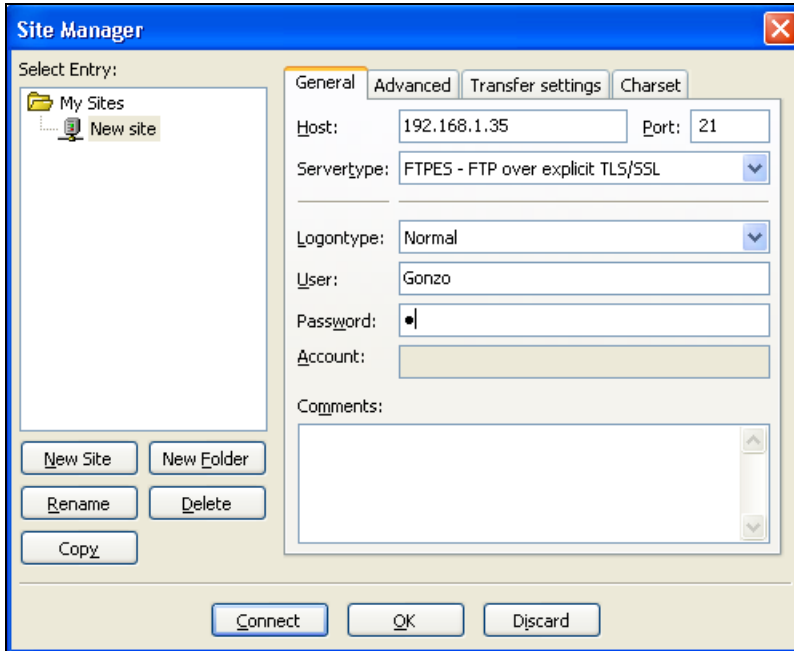 Site Manager
Select Entry:
My Sites
New site
New Site
New Folder
Rename
Delete
Copy
General
Advanced
Transfer settings
Charset
Host:
192.168.1.35
Port:
21
Servertype:
FTPES - FTP over explicit TLS/SSL
Logontype:
Normal
User:
Gonzo
Password:
●
Account:
Comments:
Connect
OK
Discard